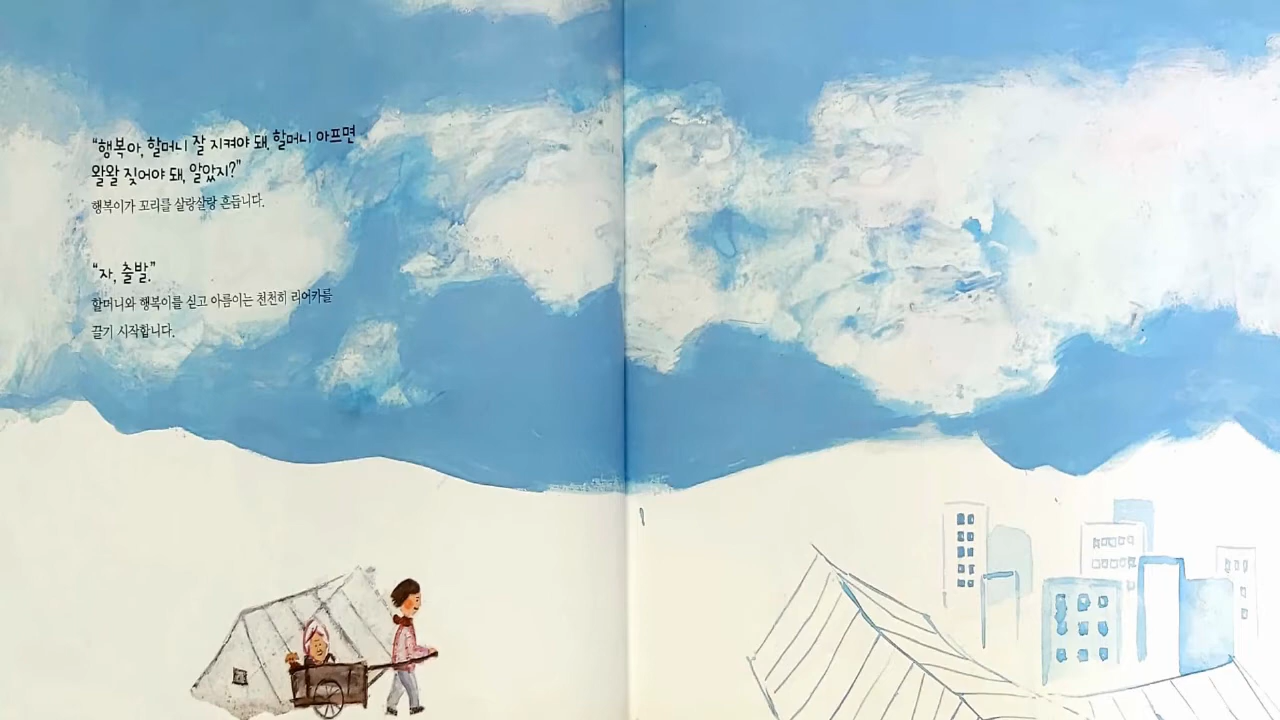 “행복아, 할머니 잘 지켜야 돼. 할머니 아프면
왈왈 짖어야 돼, 알았지?”
행복이가 꼬리를 살랑살랑 흔듭니다.
“자, 출발.”
할머니와 행복이를 싣고 아름이는 천천히 리어카를
끌기 시작합니다.